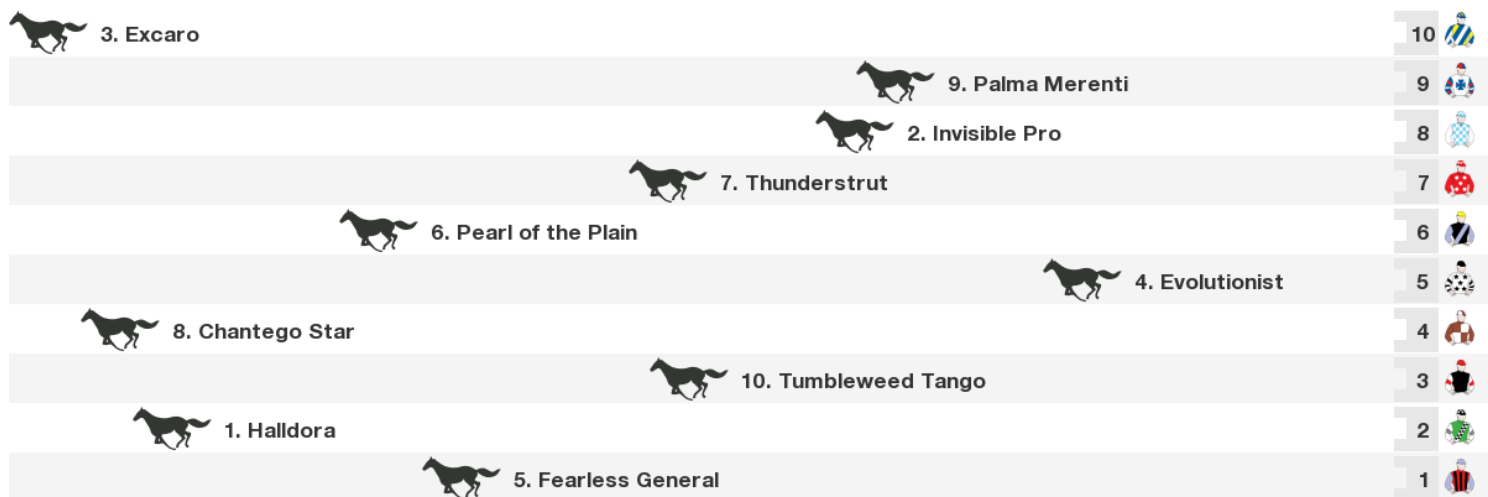 3. Excaro 10
9. Palma Merenti 9
2. Invisible Pro 8
7. Thunderstrut 7
6. Pearl of the Plain 6
4. Evolutionist 5
8. Chantego Star 4
10. Tumbleweed Tango 3
1. Halldora 2
5. Fearless General 1